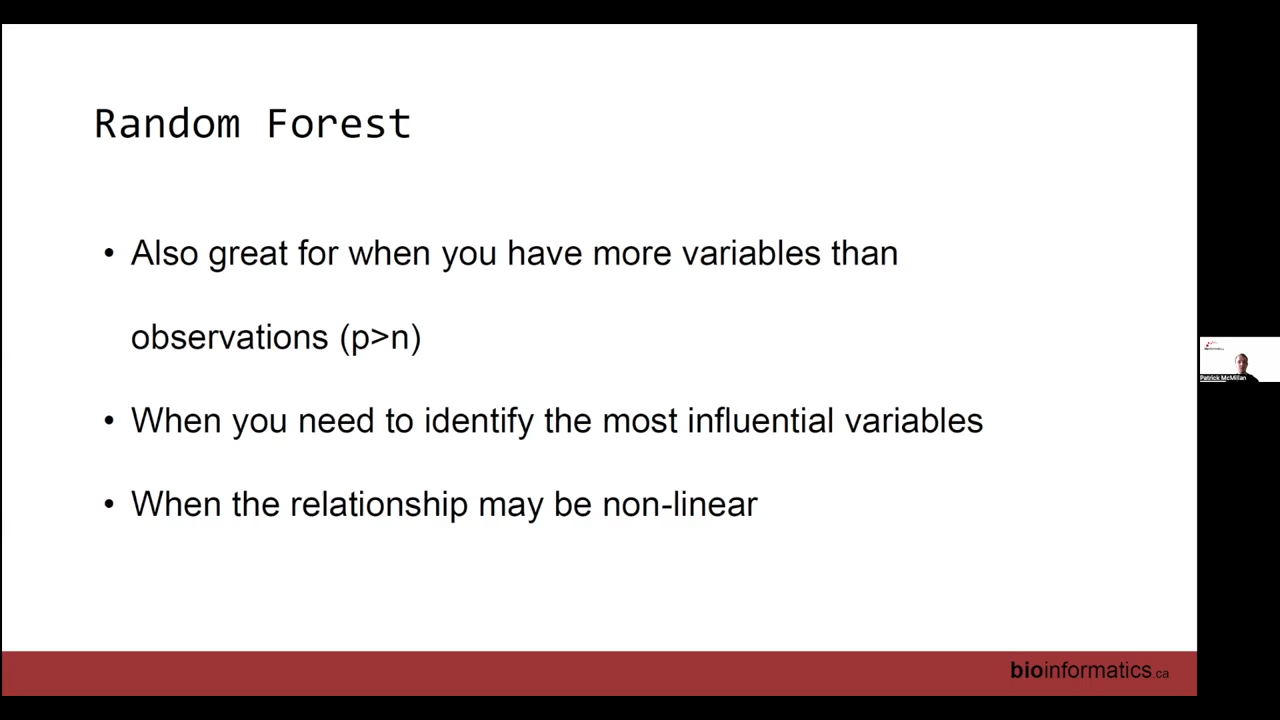 Random Forest
• Also great for when you have more variables than
observations (p>n)
• When you need to identify the most influential variables
• When the relationship may be non-linear
bioinformatics.ca
Patrick McMillan